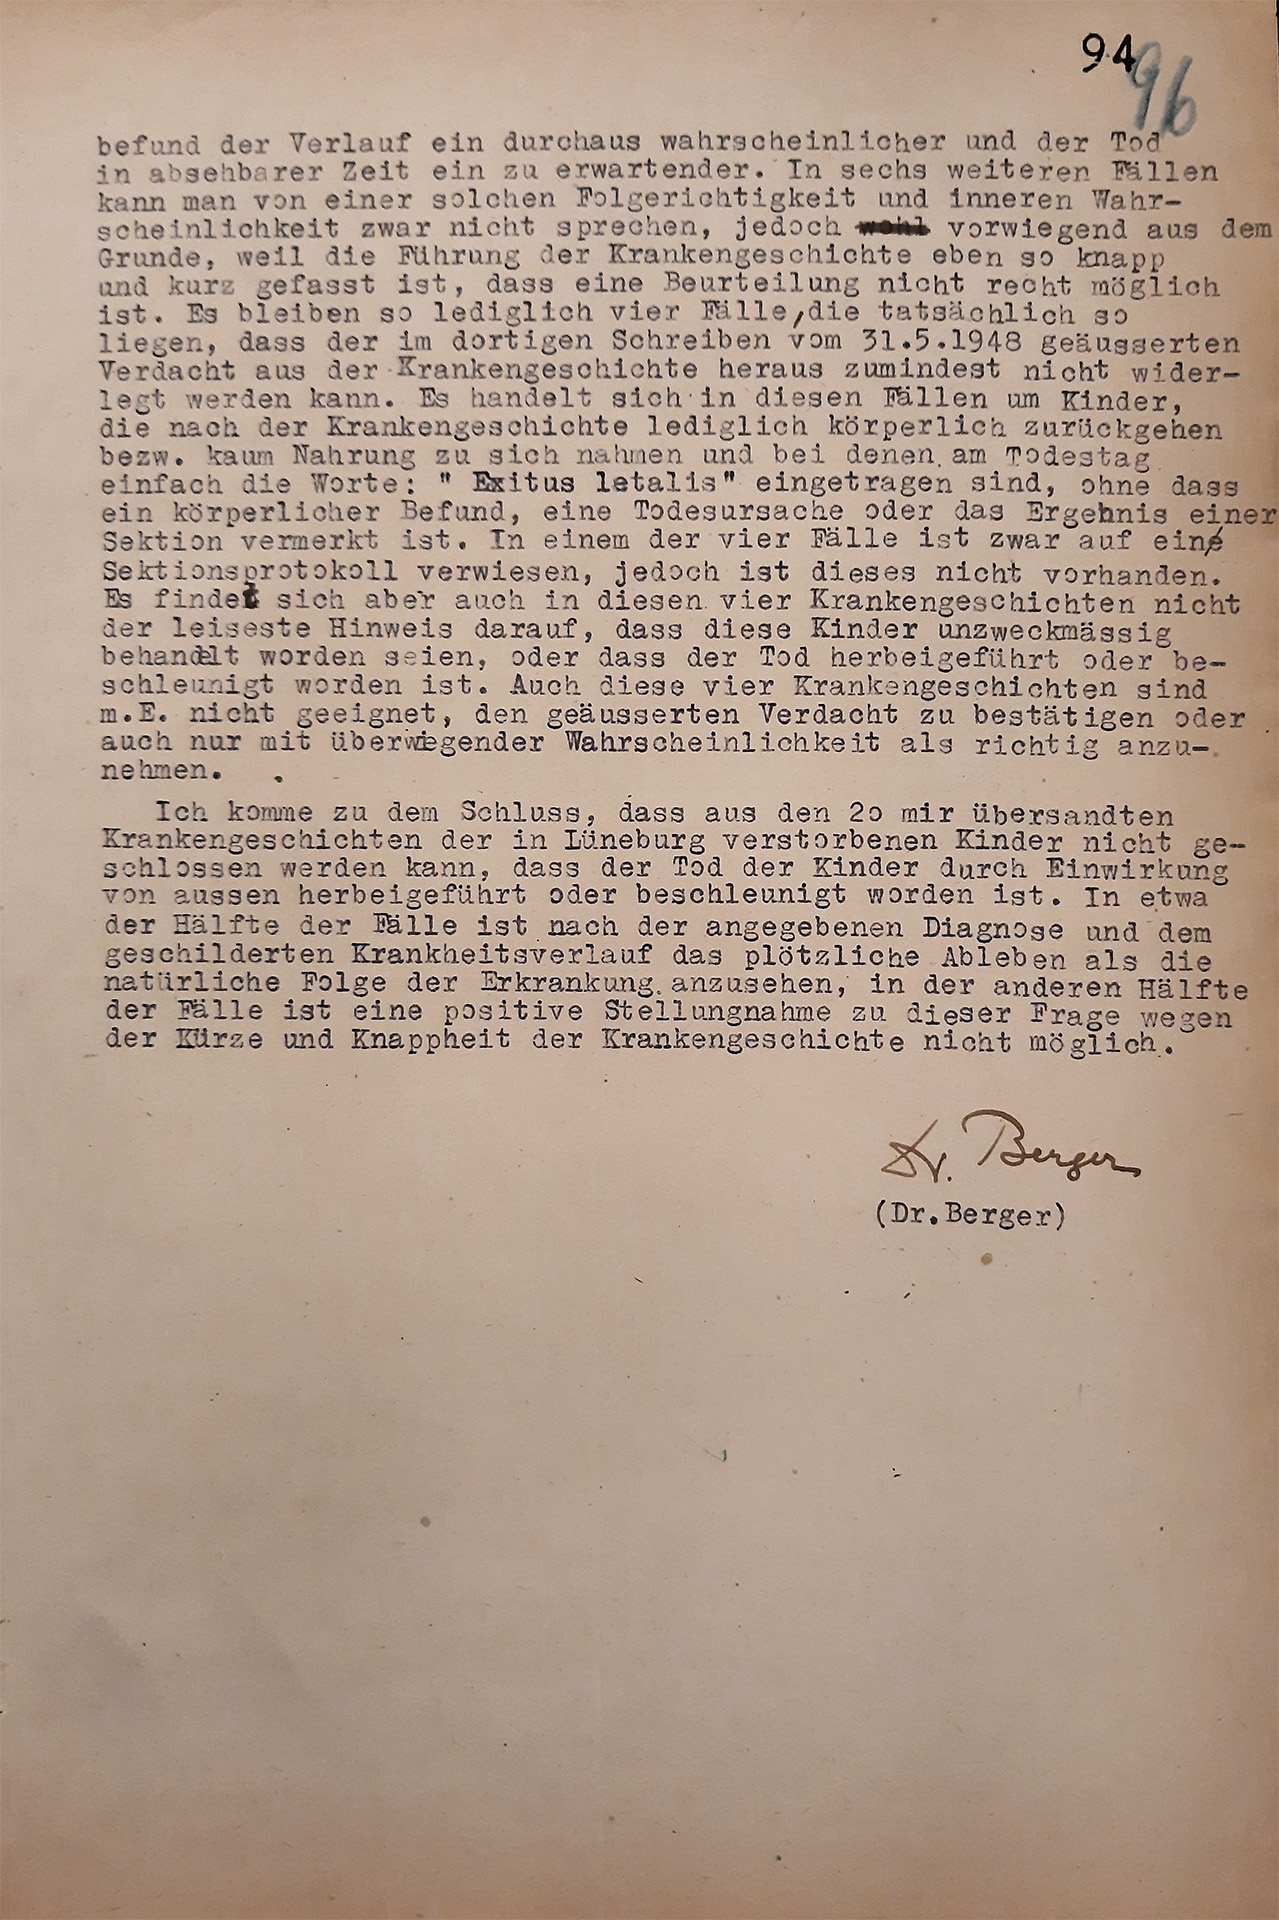 94
96
befund der Verlauf ein durchaus wahrscheinlicher und der Tod
in absehbarer Zeit ein zu erwartender. In sechs weiteren Fällen
kann man von einer solchen Folgerichtigkeit und inneren Wahr-
scheinlichkeit zwar nicht sprechen, jedoch wohl vorwiegend aus dem
Grunde, weil die Führung der Krankengeschichte eben so knapp
und kurz gefasst ist, dass eine Beurteilung nicht recht möglich
ist. Es bleiben so lediglich vier Fälle, die tatsächlich so
liegen, dass der im dortigen Schreiben vom 31.5.1948 geäusserten
Verdacht aus der Krankengeschichte heraus zumindest nicht wider-
legt werden kann. Es handelt sich in diesen Fällen um Kinder,
die nach der Krankengeschichte lediglich körperlich zurückgehen
bezw. kaum Nahrung zu sich nahmen und bei denen am Todestag
einfach die Worte: " Exitus letalis" eingetragen sind, ohne dass
ein körperlicher Befund, eine Todesursache oder das Ergebnis einer
Sektion vermerkt ist. In einem der vier Fälle ist zwar auf ein
Sektionsprotokoll verwiesen, jedoch ist dieses nicht vorhanden.
Es findet sich aber auch in diesen vier Krankengeschichten nicht
der leiseste Hinweis darauf, dass diese Kinder unzweckmässig
behandelt worden seien, oder dass der Tod herbeigeführt oder be-
schleunigt worden ist. Auch diese vier Krankengeschichten sind
m.E. nicht geeignet, den geäusserten Verdacht zu bestätigen oder
auch nur mit überwiegender Wahrscheinlichkeit als richtig anzu-
nehmen.
Ich komme zu dem Schluss, dass aus den 2o mir übersandten
Krankengeschichten der in Lüneburg verstorbenen Kinder nicht ge-
schlossen werden kann, dass der Tod der Kinder durch Einwirkung
von aussen herbeigeführt oder beschleunigt worden ist. In etwa
der Hälfte der Fälle ist nach der angegebenen Diagnose und dem
geschilderten Krankheitsverlauf das plötzliche Ableben als die
natürliche Folge der Erkrankung anzusehen, in der anderen Hälfte
der Fälle ist eine positive Stellungnahme zu dieser Frage wegen
der Kürze und Knappheit der Krankengeschichte nicht möglich.
Dr. Berger
(Dr.Berger)